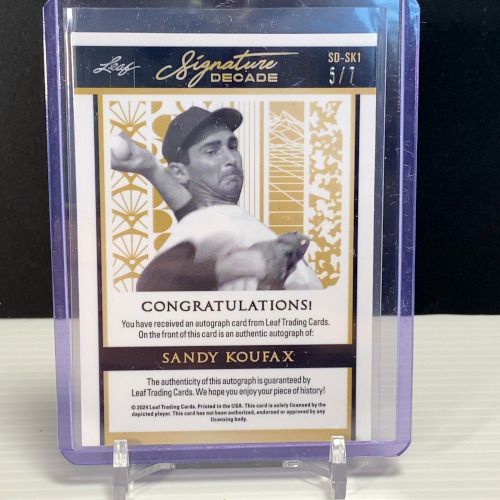 Leaf
Signature
DECADE
SD-SK1
5/7
CONGRATULATIONS!
You have received an autograph card from Leaf Trading Cards.
On the front of this card is an authentic autograph of:
SANDY KOUFAX
The authenticity of this autograph is guaranteed by
Leaf Trading Cards. We hope you enjoy your piece of history!
© 2024 Leaf Trading Cards. Printed in the USA. This card is solely licensed by the
depicted player. This card has not been authorized, endorsed or approved by any
licensing body.